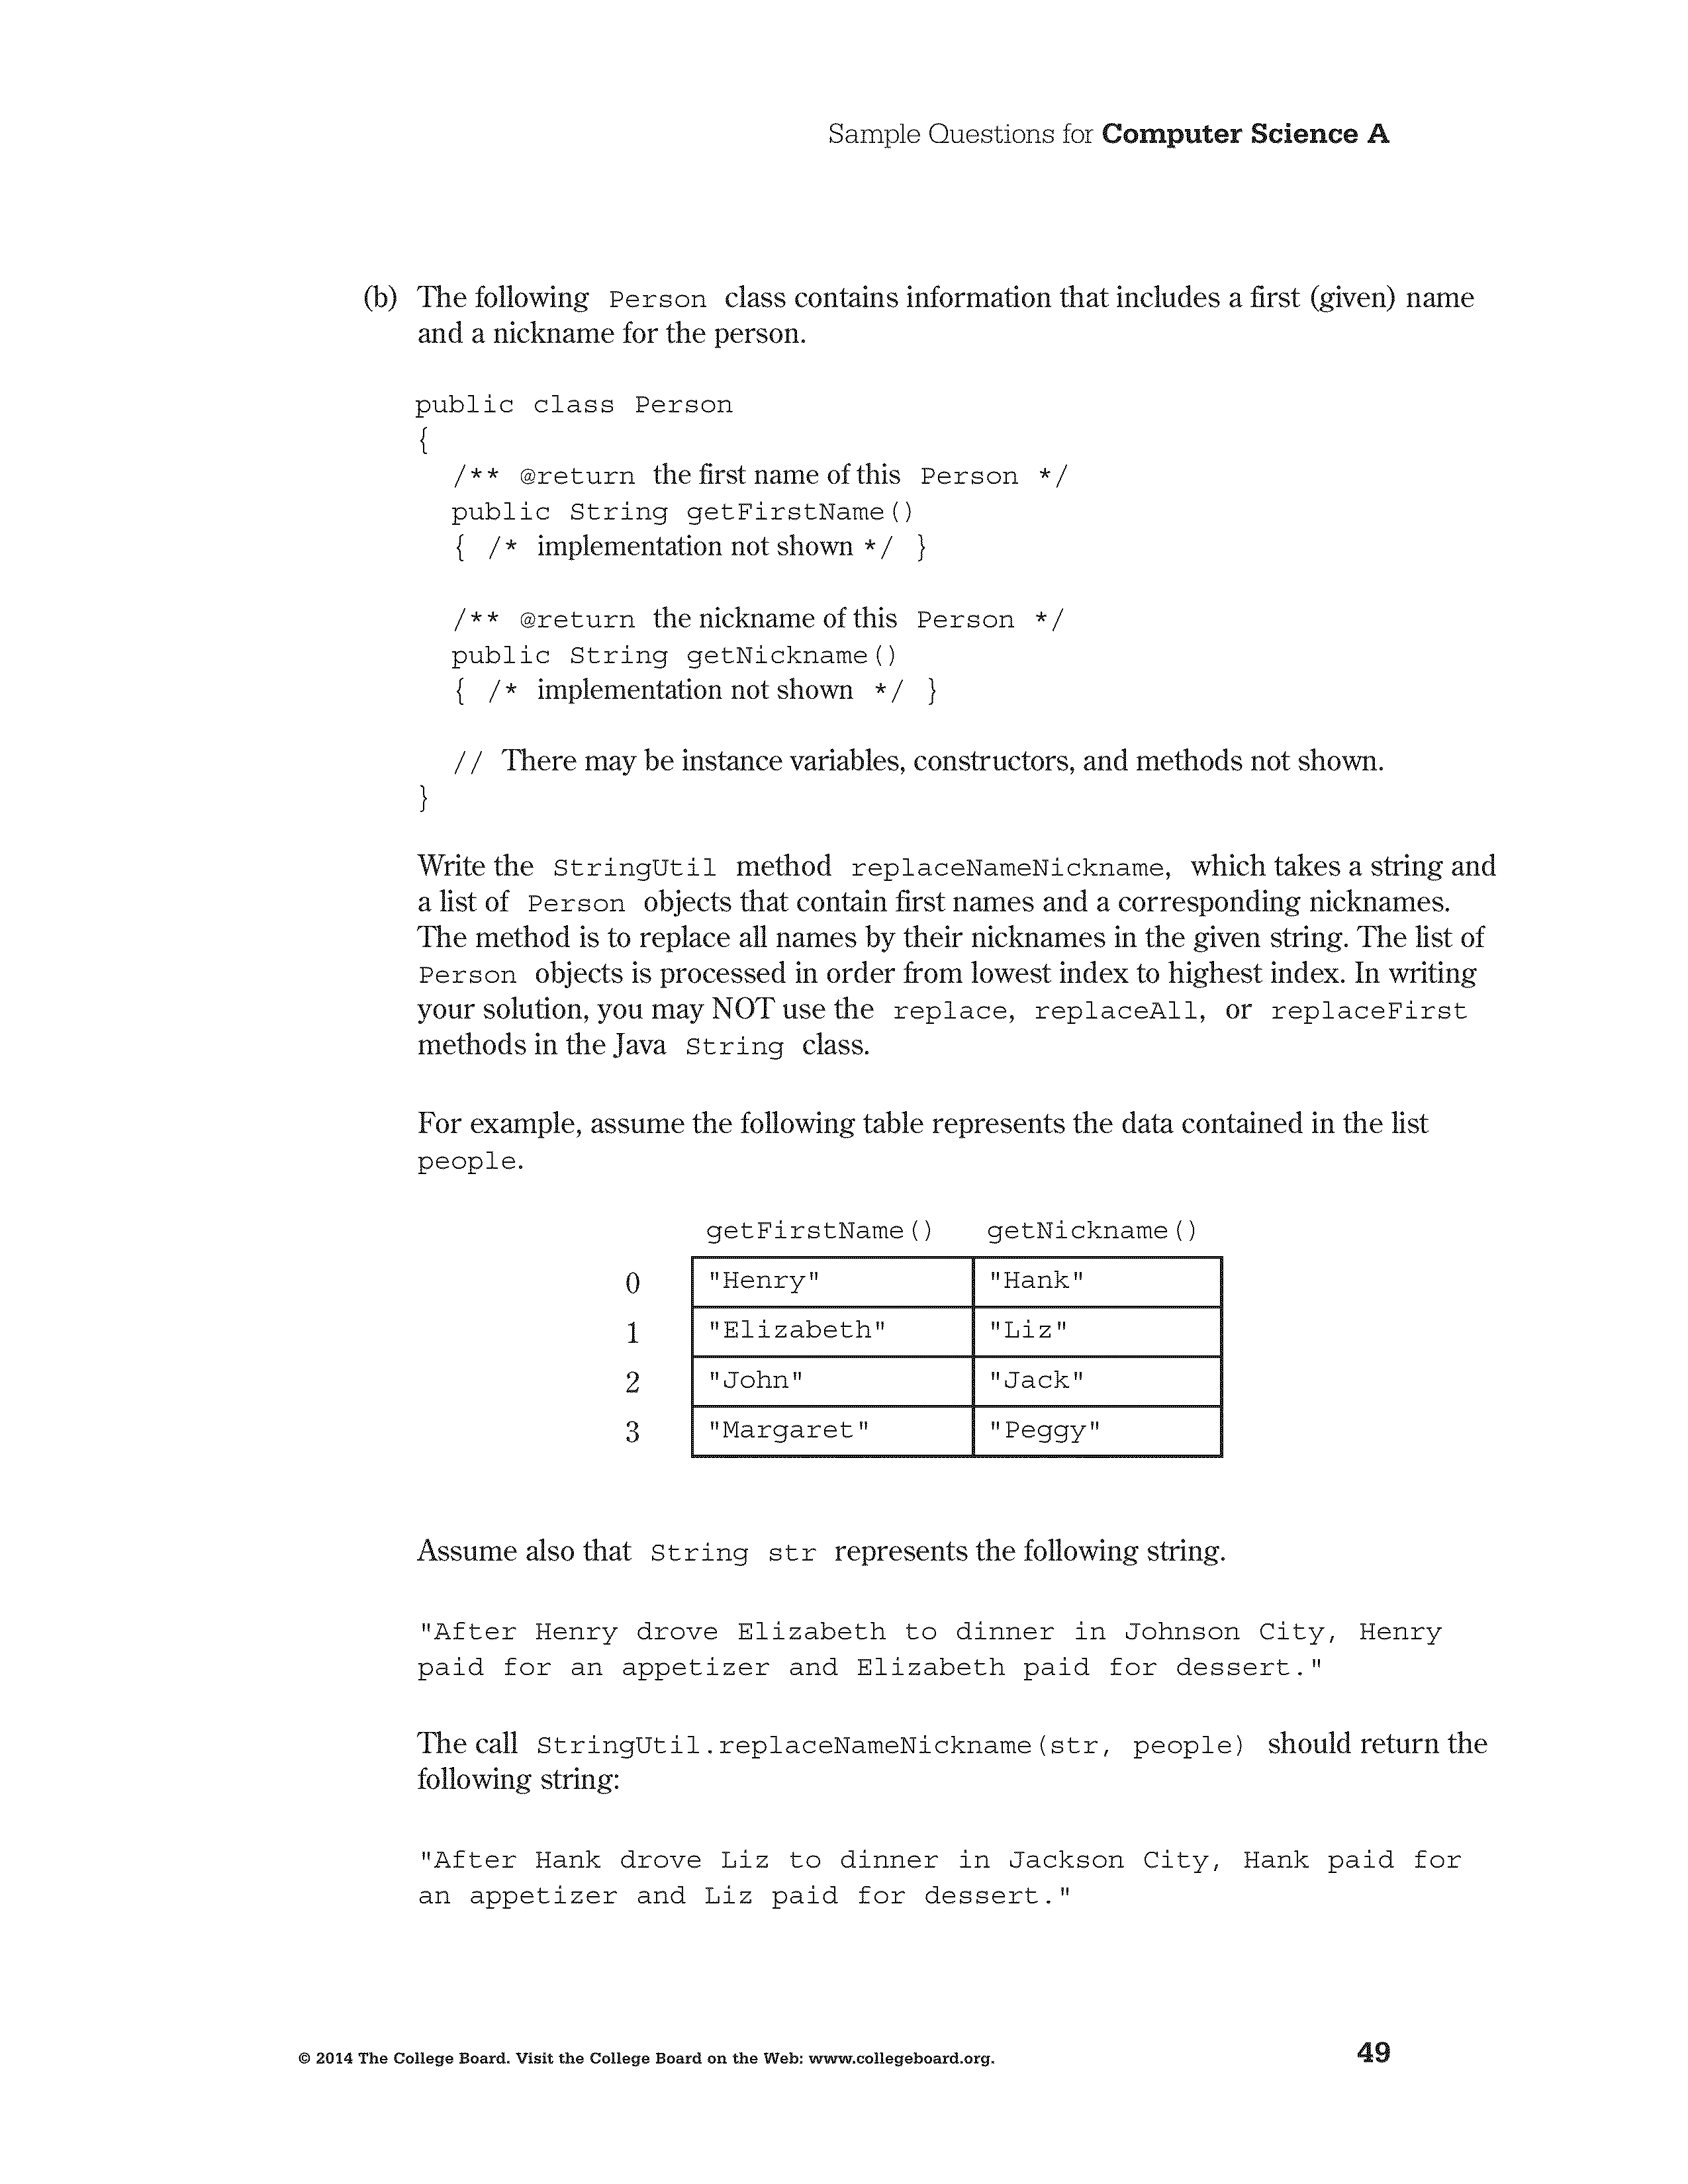 Sample Questions for Computer Science A
(b) The following Person class contains information that includes a first (given) name
and a nickname for the person.
public class Person
{
/** @return the first name of this Person */
public String getFirstName()
{ /* implementation not shown */ }
/** @return the nickname of this Person */
public String getNickname()
{ /* implementation not shown */ }
// There may be instance variables, constructors, and methods not shown.
}
Write the StringUtil method replaceNameNickname, which takes a string and
a list of Person objects that contain first names and a corresponding nicknames.
The method is to replace all names by their nicknames in the given string. The list of
Person objects is processed in order from lowest index to highest index. In writing
your solution, you may NOT use the replace, replaceAll, or replaceFirst
methods in the Java String class.
For example, assume the following table represents the data contained in the list
people.
getFirstName() getNickname()
0 "Henry" "Hank"
1 "Elizabeth" "Liz"
2 "John" "Jack"
3 "Margaret" "Peggy"
Assume also that String str represents the following string.
"After Henry drove Elizabeth to dinner in Johnson City, Henry
paid for an appetizer and Elizabeth paid for dessert."
The call StringUtil.replaceNameNickname(str, people) should return the
following string:
"After Hank drove Liz to dinner in Jackson City, Hank paid for
an appetizer and Liz paid for dessert."
© 2014 The College Board. Visit the College Board on the Web: www.collegeboard.org.
49